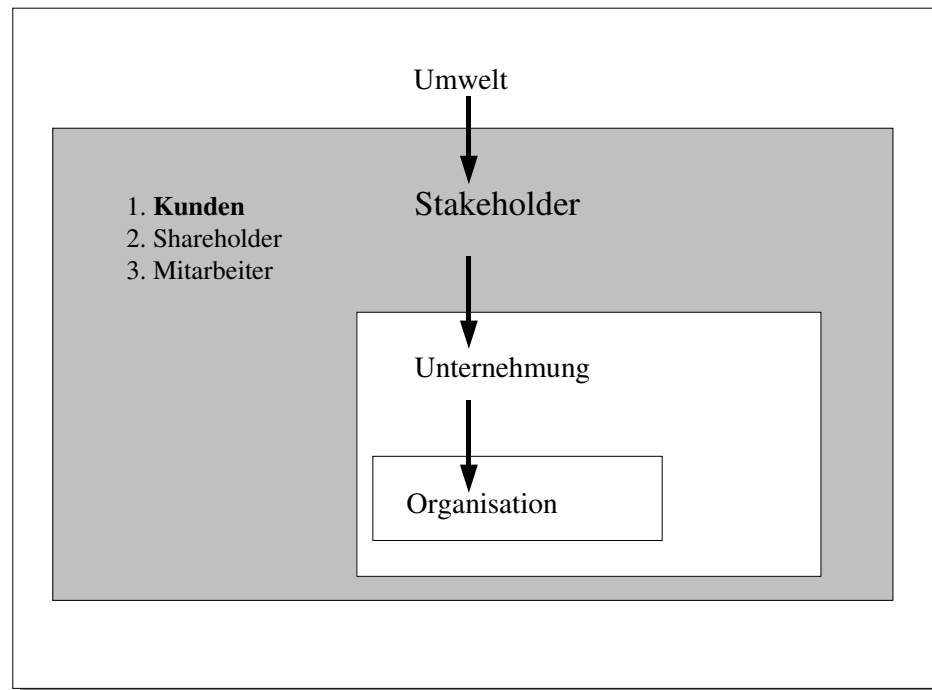 Umwelt
Stakeholder
1. Kunden
2. Shareholder
3. Mitarbeiter
Unternehmung
Organisation